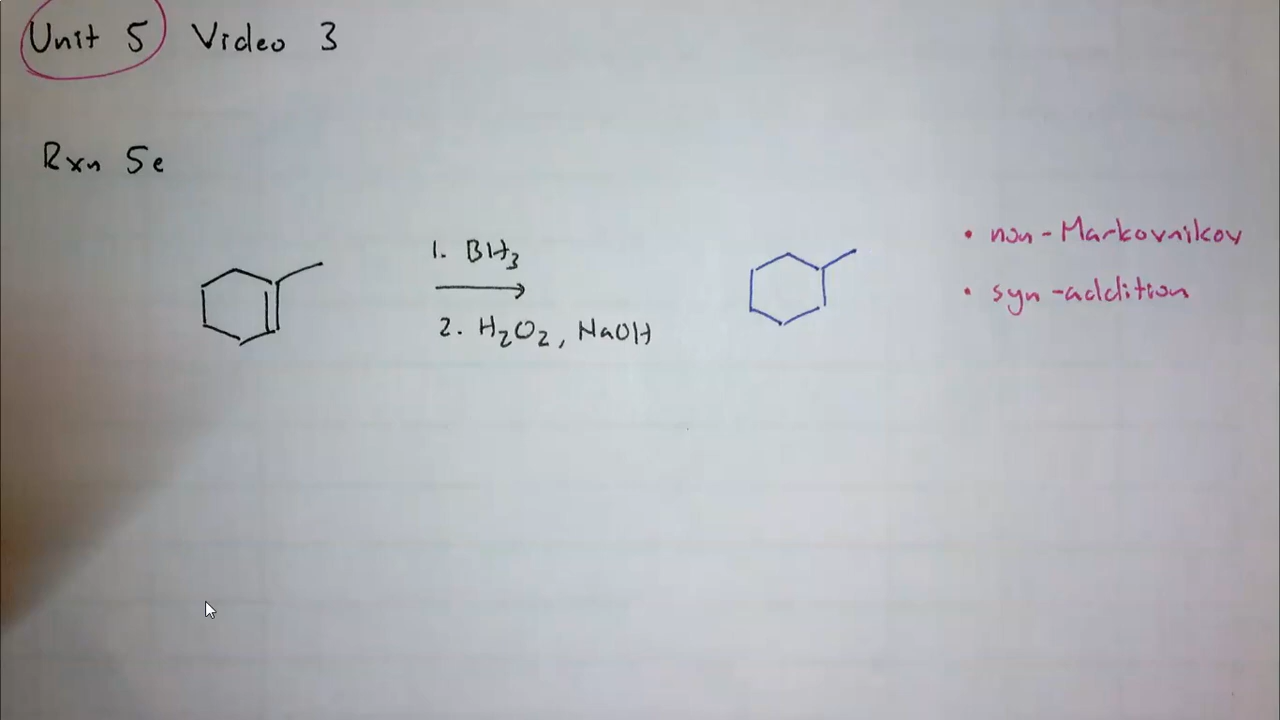 Unit 5 Video 3
Rxn 5e
1. BH₃
2. H₂O₂, NaOH
• non-Markovnikov
• syn-addition